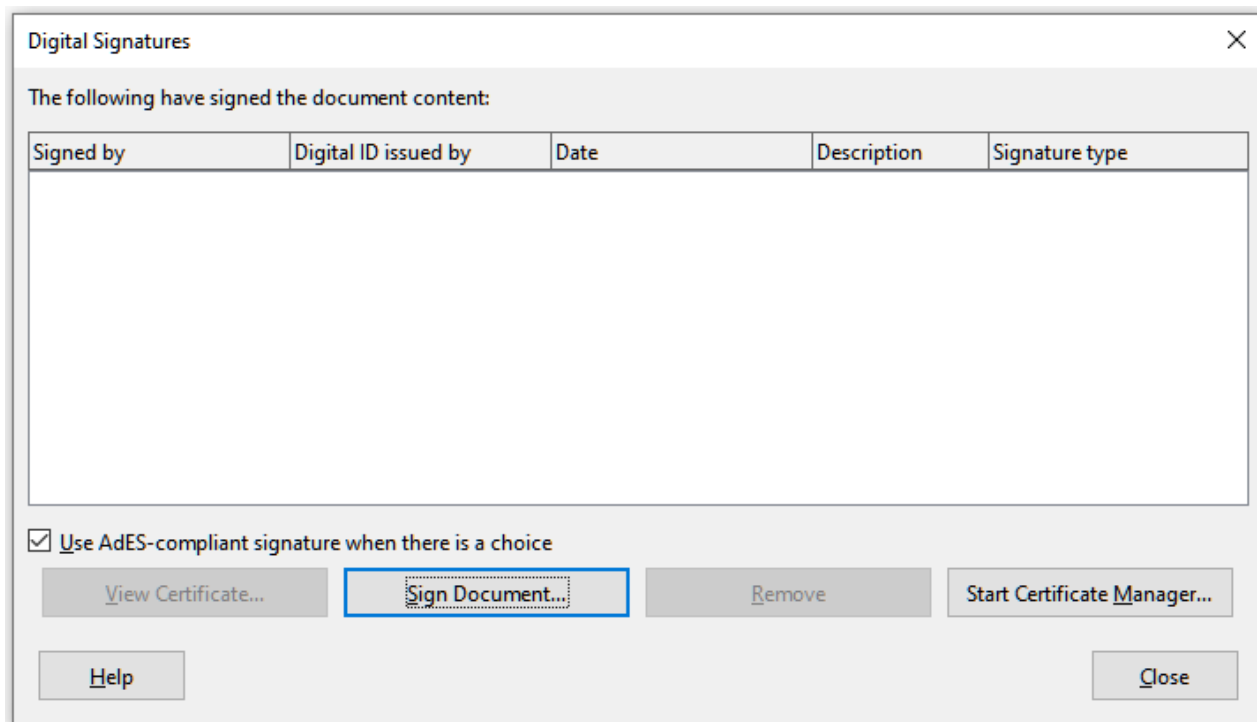 Digital Signatures
The following have signed the document content:
Signed by Digital ID issued by Date Description Signature type
Use AdES-compliant signature when there is a choice
View Certificate... Sign Document... Remove Start Certificate Manager...
Help Close